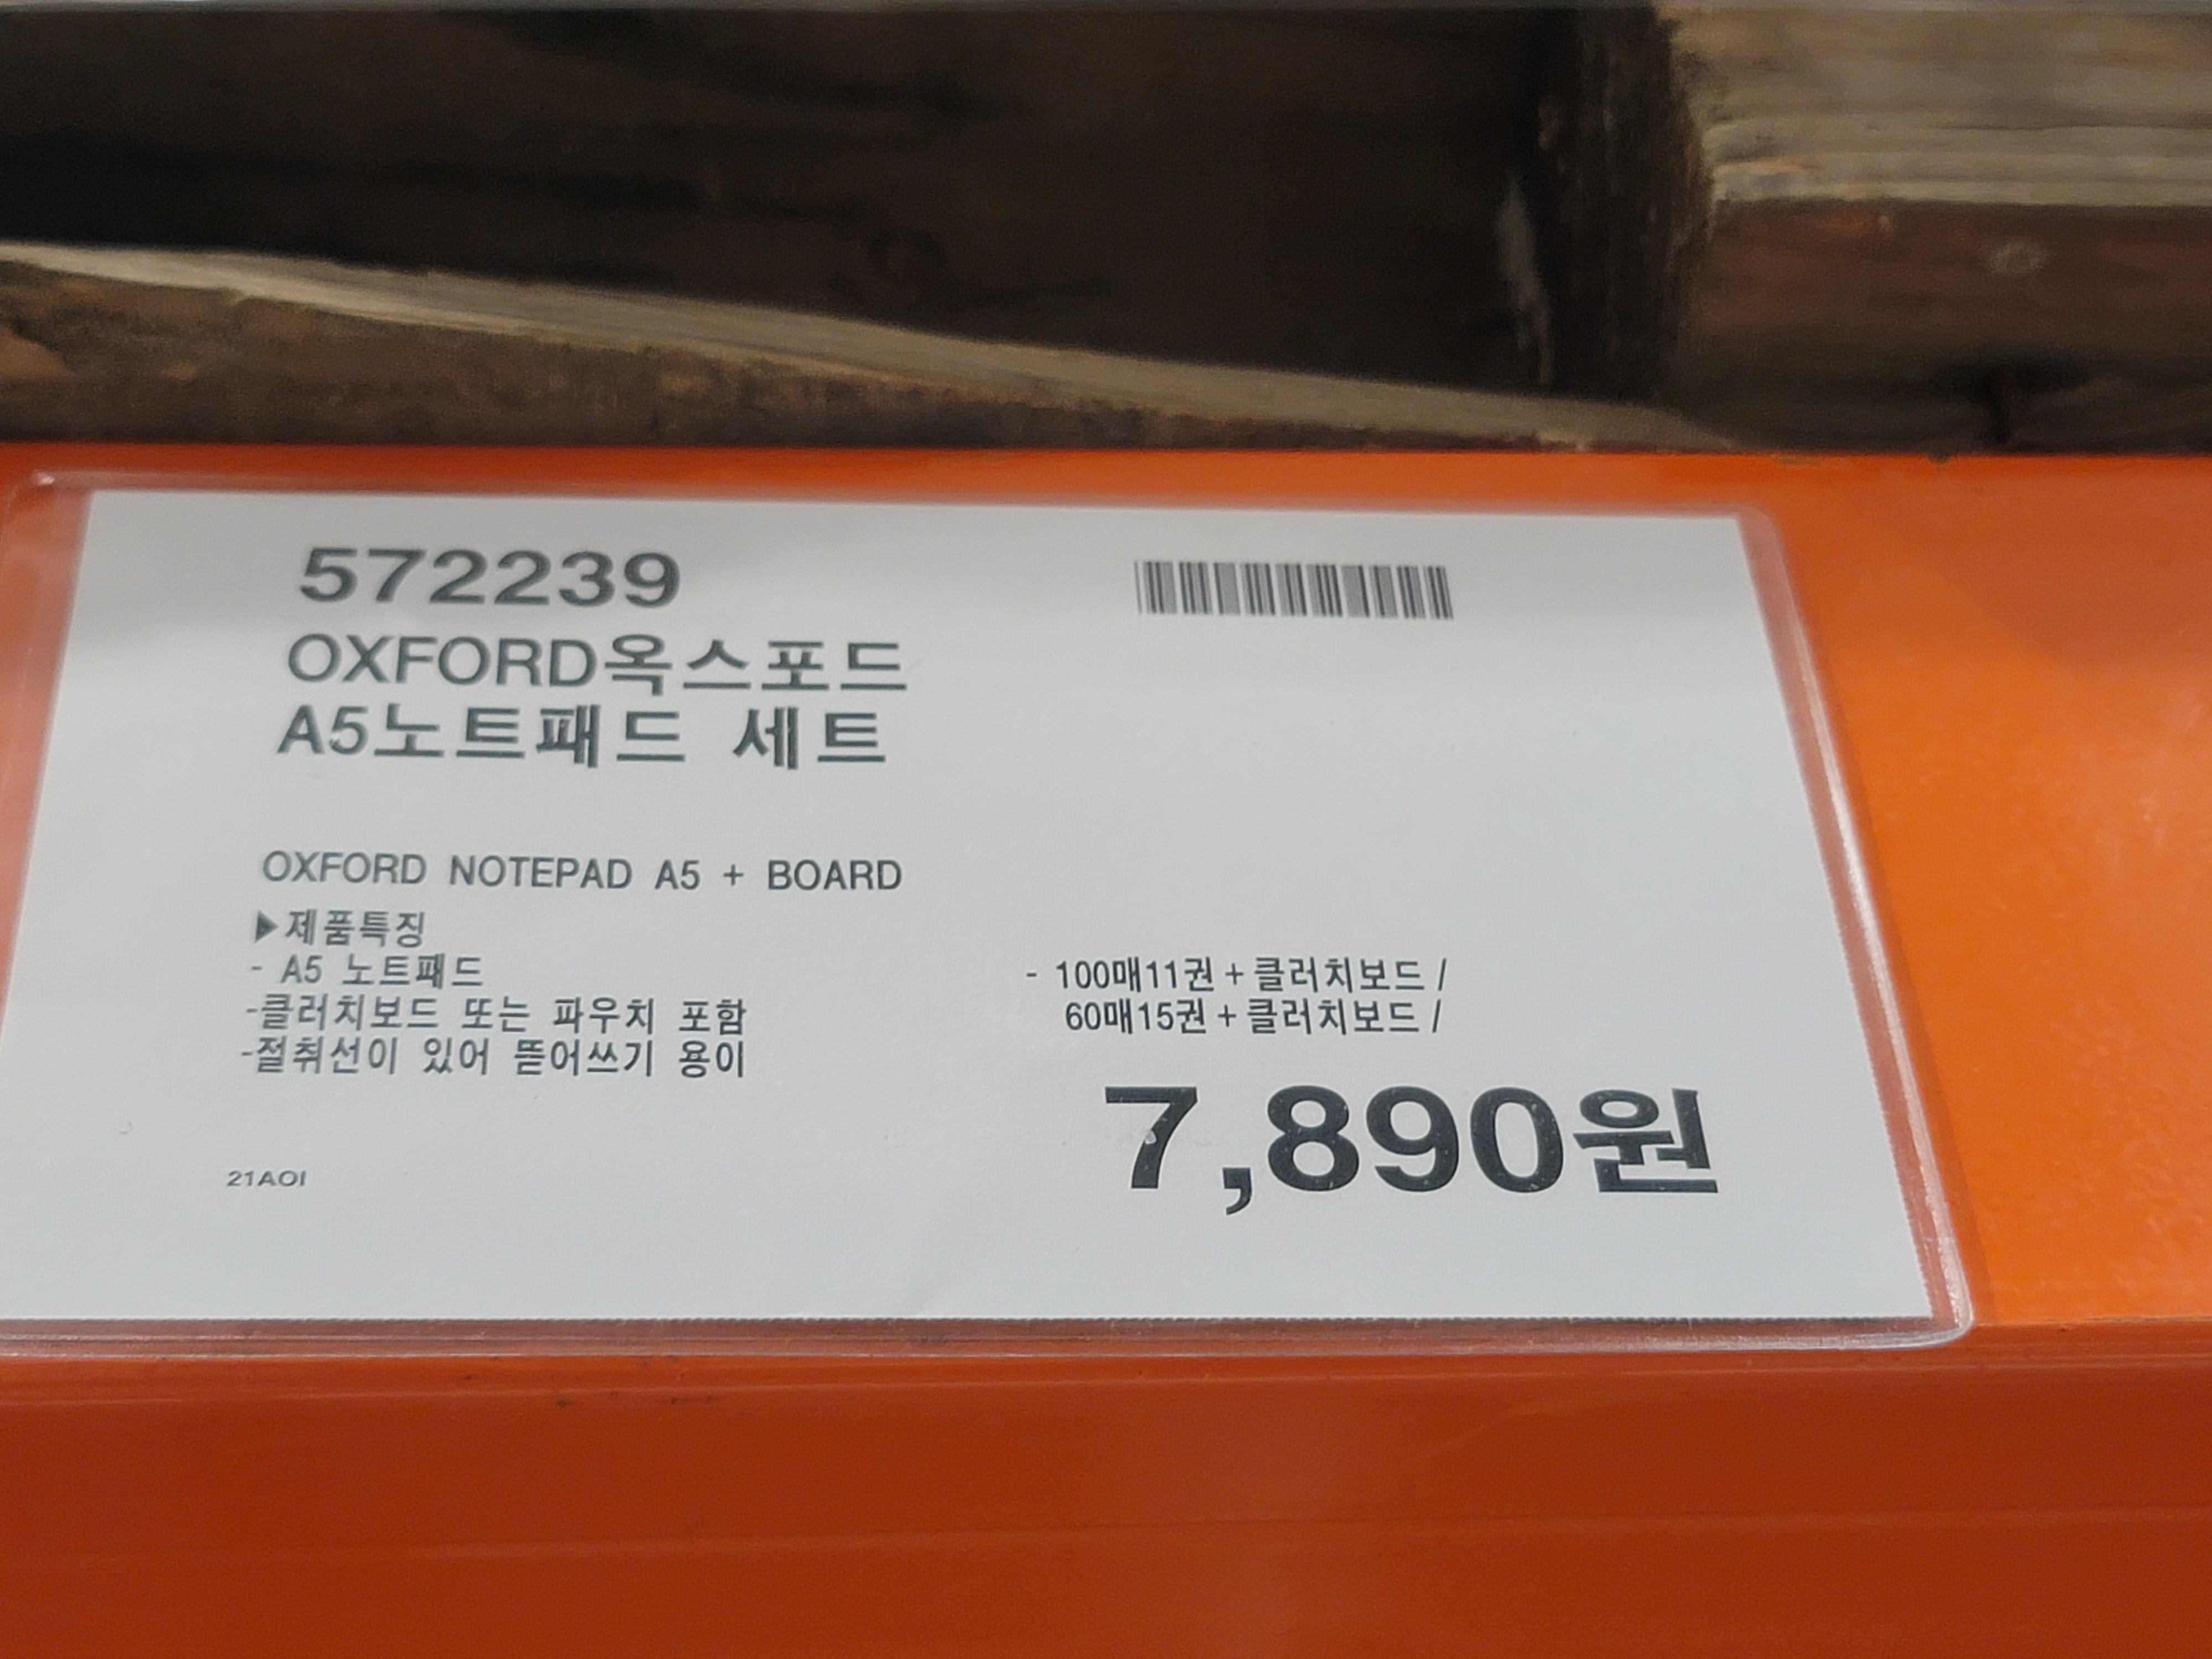 572239
OXFORD옥스포드
A5노트패드 세트
OXFORD NOTEPAD A5 + BOARD
▶제품특징
- A5 노트패드
-클러치보드 또는 파우치 포함
-절취선이 있어 뜯어쓰기 용이
- 100매11권+클러치보드/
60매15권+클러치보드/
7,890원
21AOI